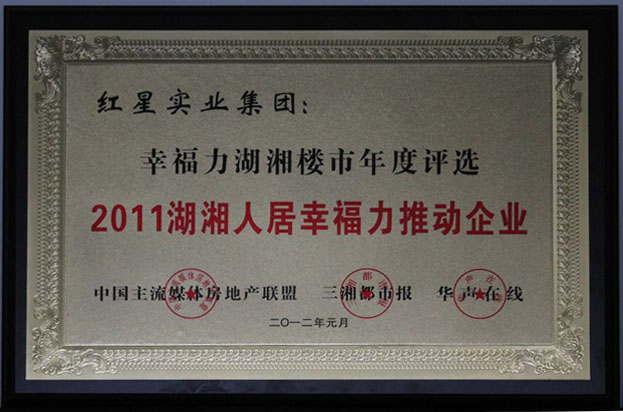 红星实业集团：
幸福力湖湘楼市年度评选
2011湖湘人居幸福力推动企业
中国主流媒体房地产联盟 三湘都市报 华声在线
二〇一二年元月